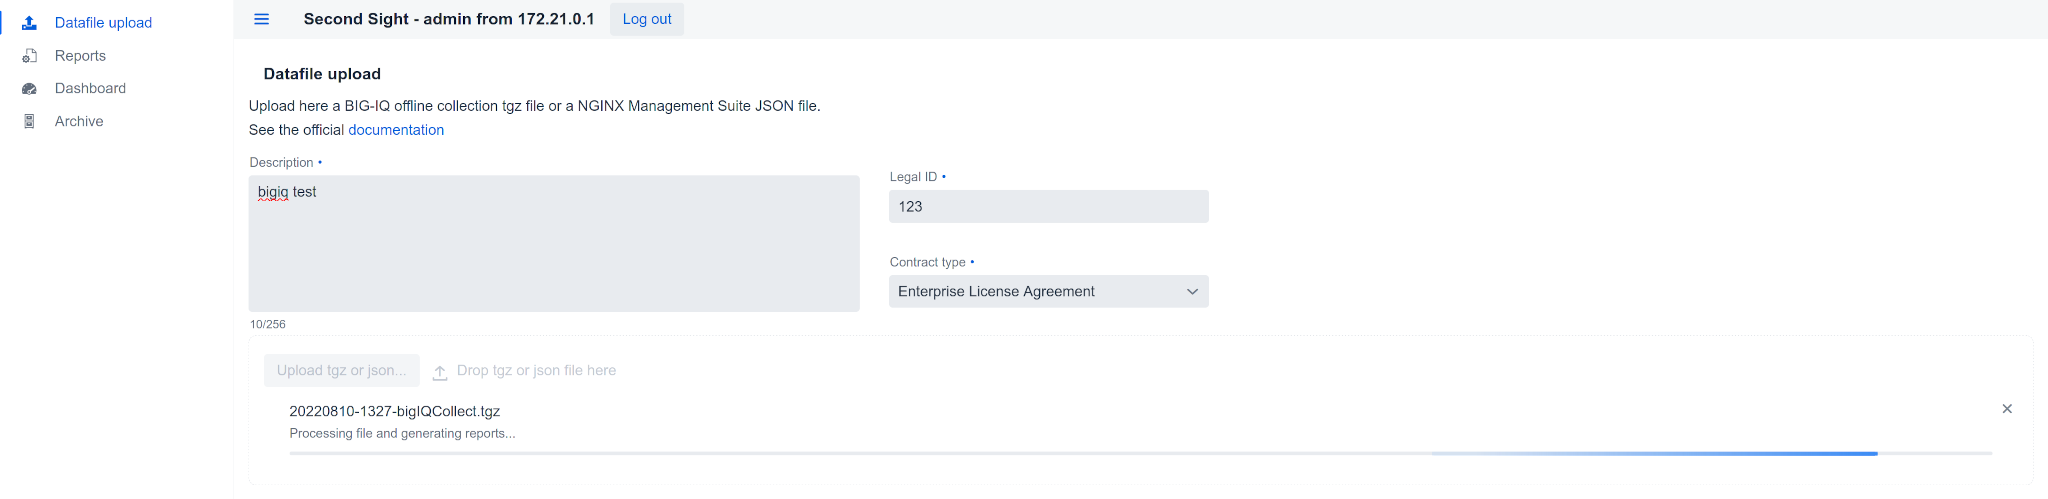 Datafile upload
Reports
Dashboard
Archive
Second Sight - admin from 172.21.0.1
Log out
Datafile upload
Upload here a BIG-IQ offline collection tgz file or a NGINX Management Suite JSON file.
See the official documentation
Description •
bigiq test
10/256
Legal ID •
123
Contract type •
Enterprise License Agreement
Upload tgz or json...
Drop tgz or json file here
20220810-1327-bigIQCollect.tgz
Processing file and generating reports...